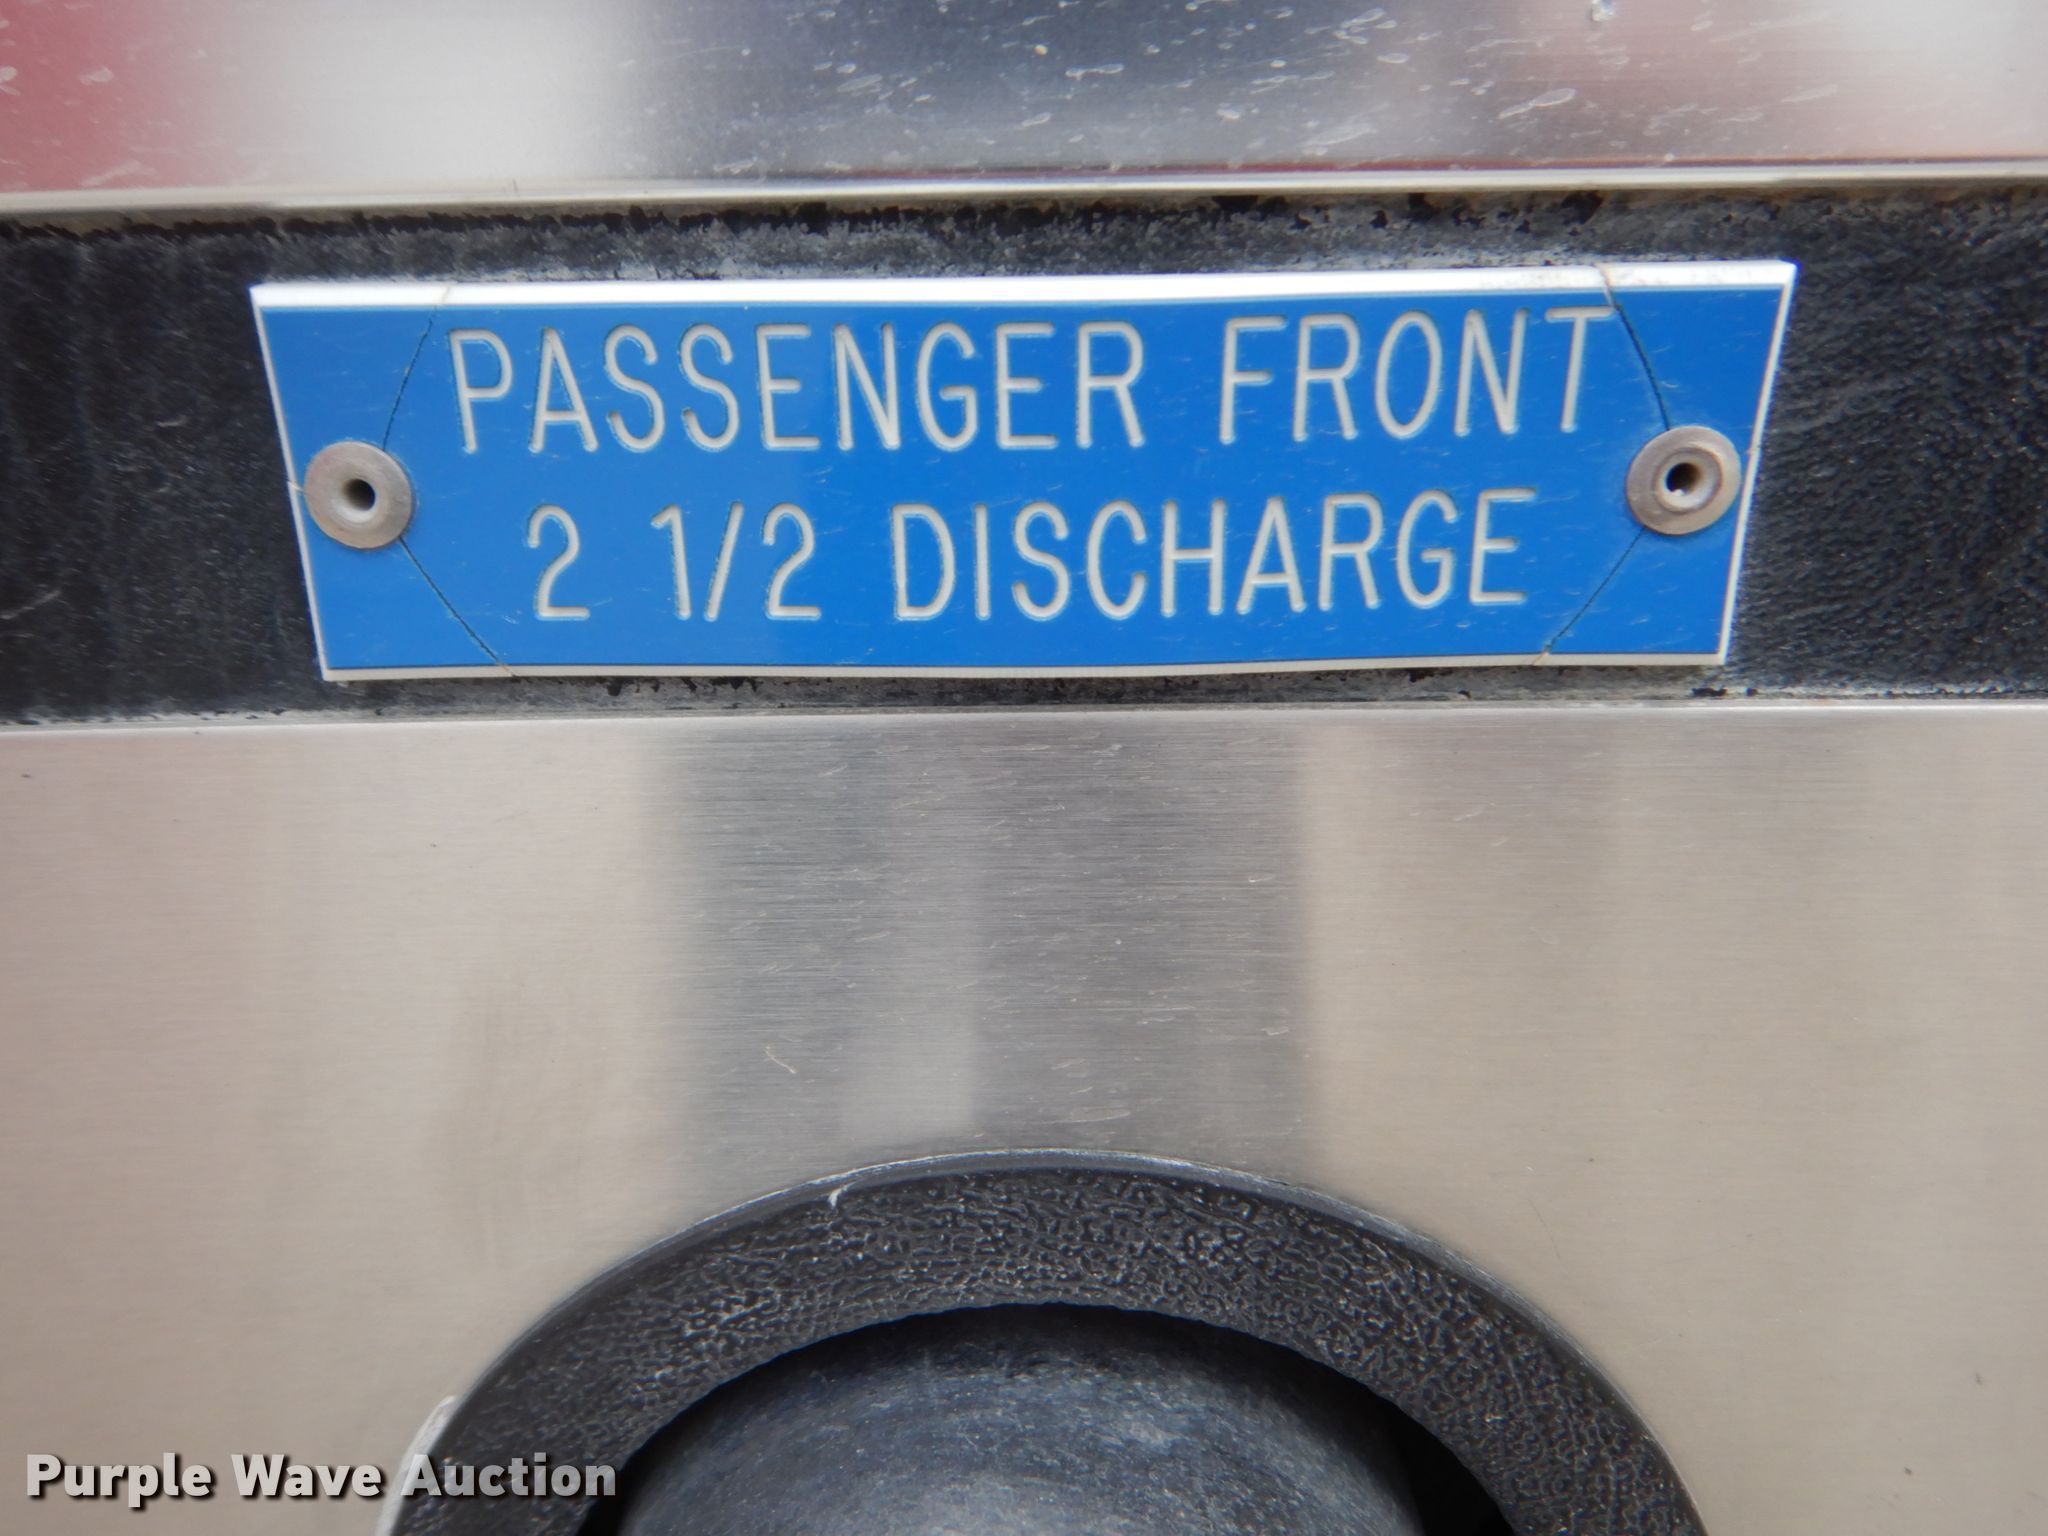 PASSENGER FRONT
2 1/2 DISCHARGE
Purple Wave Auction